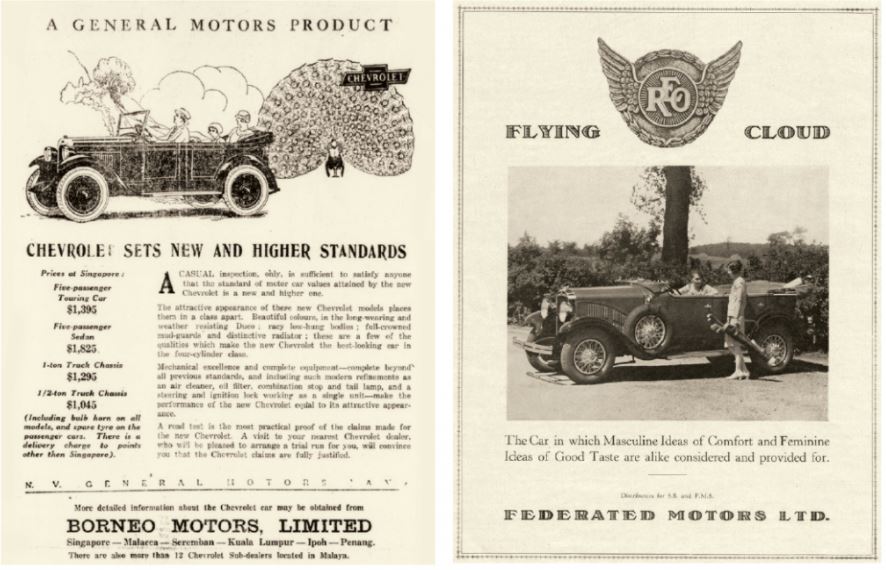 A GENERAL MOTORS PRODUCT
CHEVROLET
CHEVROLET SETS NEW AND HIGHER STANDARDS
Prices at Singapore :
Five-passenger
Touring Car
$1,395
Five-passenger
Sedan
$1,825.
1-ton Truck Chassis
$1,295
1/2-ton Truck Chassis
$1,045
(Including bulb horn on all
models, and spare tyre on the
passenger cars. There is a
delivery charge to points
other then Singapore).
A CASUAL inspection, only, is sufficient to satisfy anyone
that the standard of motor car values attained by the new
Chevrolet is a new and higher one.
The attractive appearance of these new Chevrolet models places
them in a class apart. Beautiful colours, in the long-wearing and
weather resisting Duco ; racy low-hung bodies ; full-crowned
mud-guards and distinctive radiator ; these are a few of the
qualities which make the new Chevrolet the best-looking car in
the four-cylinder class.
Mechanical excellence and complete equipment—complete beyond
all previous standards, and including such modern refinements as
an air cleaner, oil filter, combination stop and tail lamp, and a
steering and ignition lock working as a single unit—make the
performance of the new Chevrolet equal to its attractive appear-
ance.
A road test is the most practical proof of the claims made for
the new Chevrolet. A visit to your nearest Chevrolet dealer,
who will be pleased to arrange a trial run for you, will convince
you that the Chevrolet claims are fully justified.
N. V. GENERAL MOTORS
More detailed information about the Chevrolet car may be obtained from
BORNEO MOTORS, LIMITED
Singapore — Malacca — Seremban — Kuala Lumpur — Ipoh — Penang.
There are also more than 12 Chevrolet Sub-dealers located in Malaya.
REO
FLYING CLOUD
The Car in which Masculine Ideas of Comfort and Feminine
Ideas of Good Taste are alike considered and provided for.
Distributors for S.S. and F.M.S.
FEDERATED MOTORS LTD.